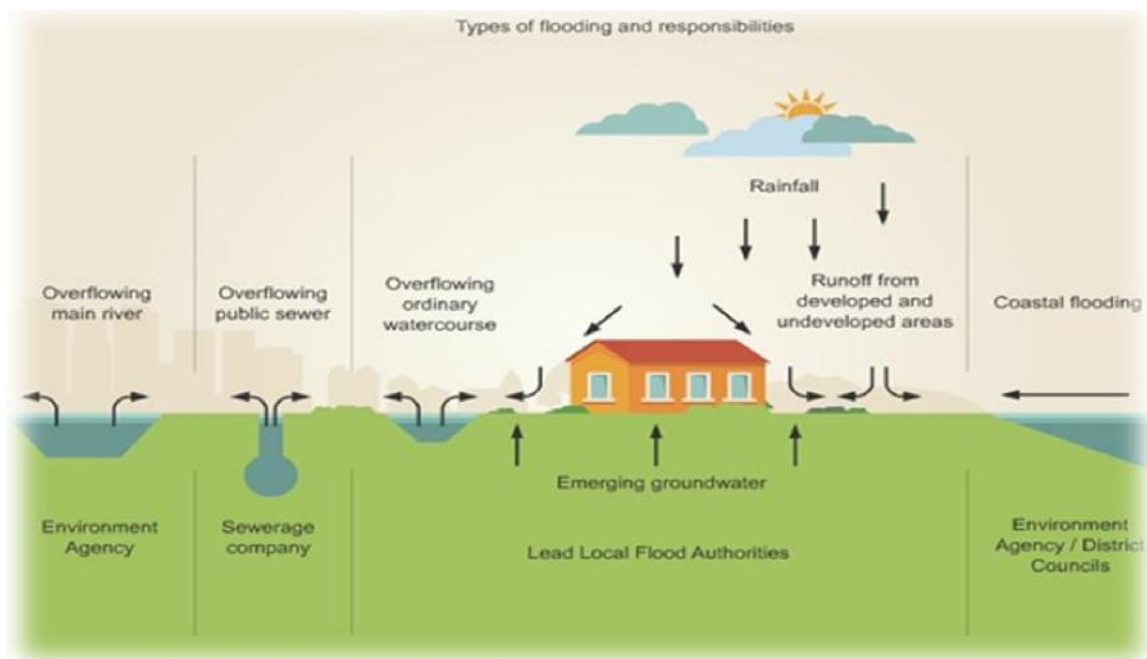 Types of flooding and responsibilities
Rainfall
Overflowing
main river
Overflowing
public sewer
Overflowing
ordinary
watercourse
Runoff from
developed and
undeveloped areas
Coastal flooding
Emerging groundwater
Environment
Agency
Sewerage
company
Lead Local Flood Authorities
Environment
Agency / District
Councils